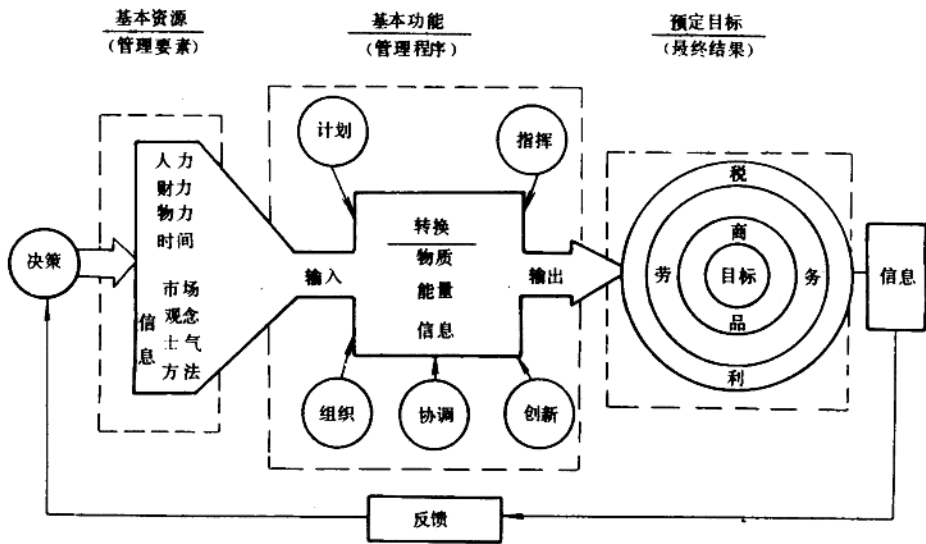 基本资源
(管理要素)
基本功能
(管理程序)
预定目标
(最终结果)
计划
指挥
人力
财力
物力
时间
信息
市场
观念
士气
方法
决策
输入
转换
物质
能量
信息
输出
税
商
劳
目标
务
品
利
信息
组织
协调
创新
反馈